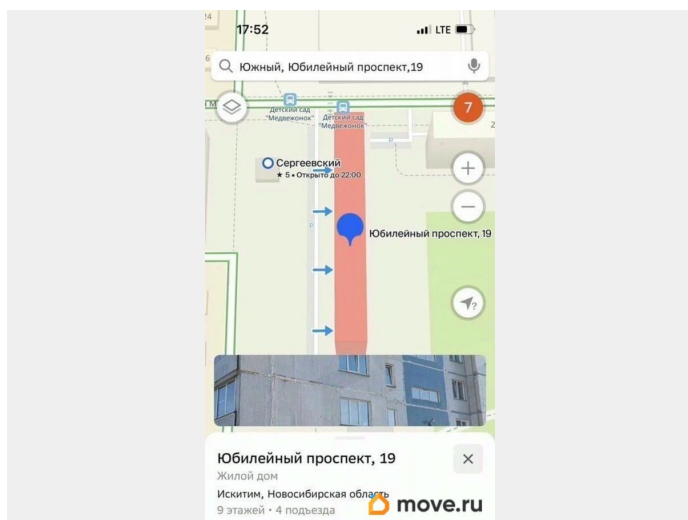 17:52
LTE
Южный, Юбилейный проспект,19
7
Детский сад
"Медвежонок"
Детский сад
"Медвежонок"
P
Сергеевский
★ 5 • Открыто до 22:00
P
Юбилейный проспект, 19
Юбилейный проспект, 19
Жилой дом
Искитим, Новосибирская область
9 этажей • 4 подъезда
move.ru